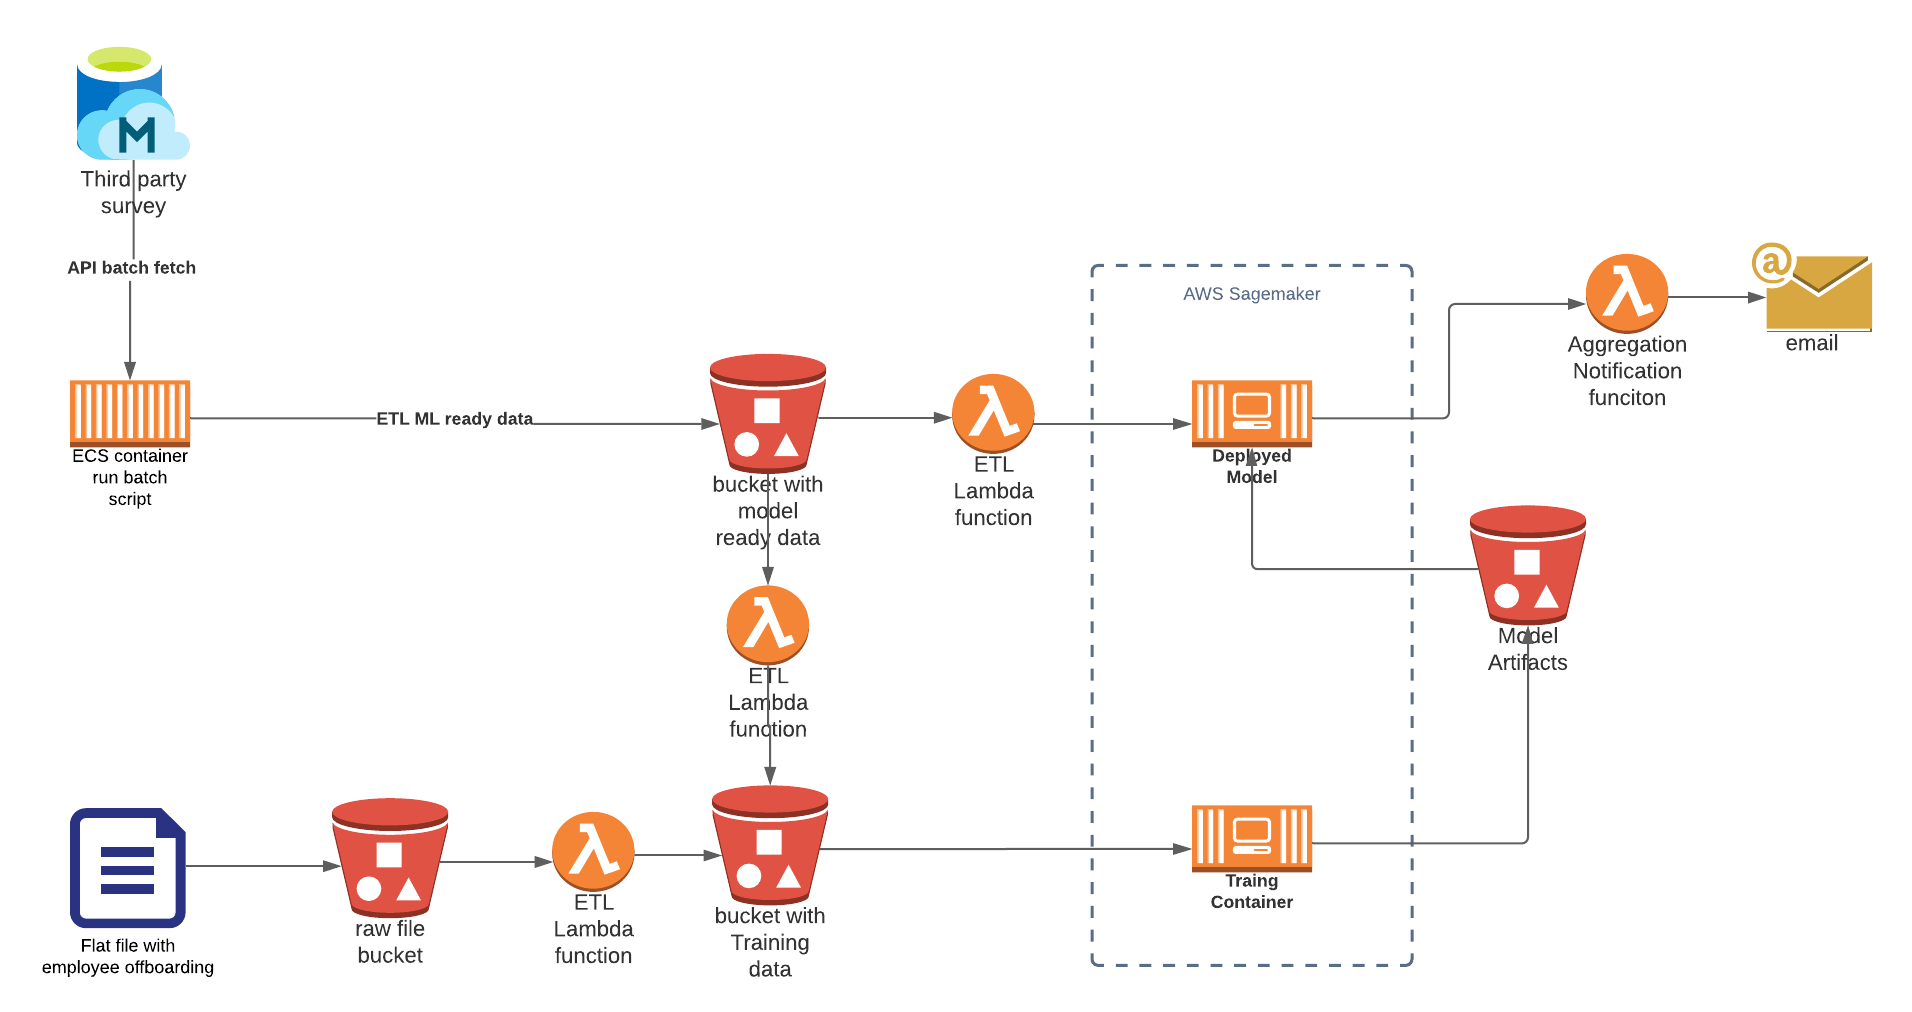 M
Third party
survey
API batch fetch
ECS container
run batch
script
ETL ML ready data
bucket with
model
ready data
ETL
Lambda
function
AWS Sagemaker
Deployed
Model
Aggregation
Notification
funciton
@
email
Model
Artifacts
ETL
Lambda
function
Flat file with
employee offboarding
raw file
bucket
ETL
Lambda
function
bucket with
Training
data
Traing
Container